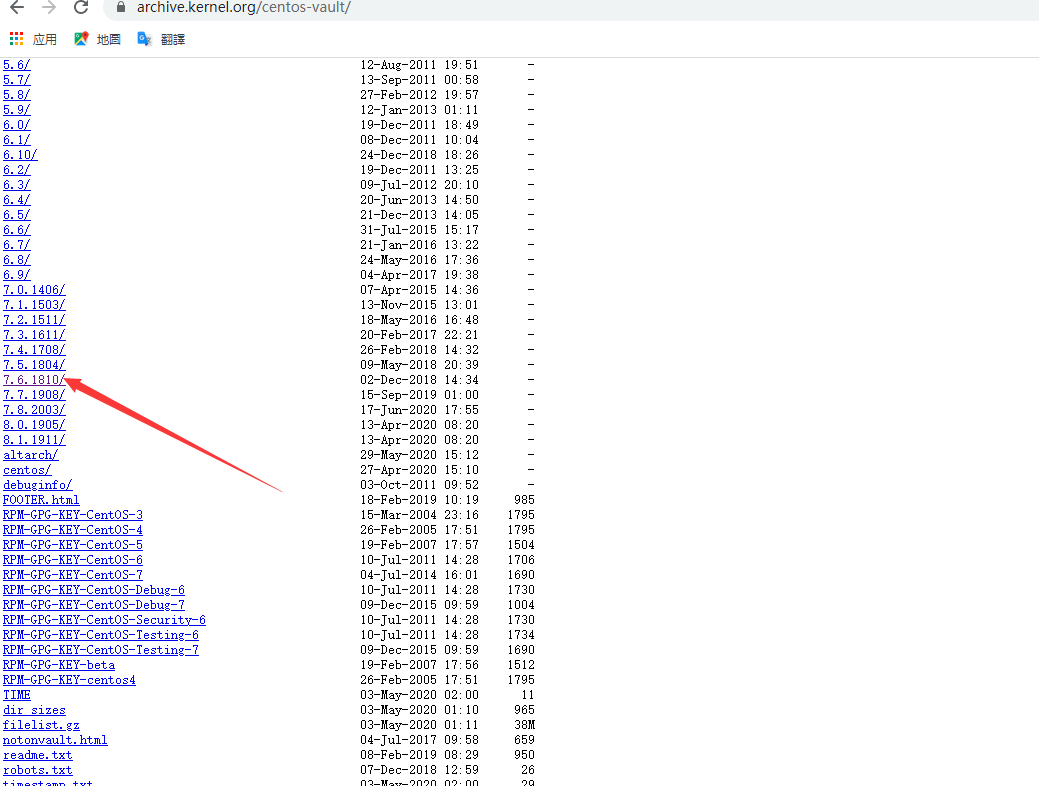 archive.kernel.org/centos-vault/
应用 地圖 翻譯
5.6/ 12-Aug-2011 19:51 -
5.7/ 13-Sep-2011 00:58 -
5.8/ 27-Feb-2012 19:57 -
5.9/ 12-Jan-2013 01:11 -
6.0/ 19-Dec-2011 18:49 -
6.1/ 08-Dec-2011 10:04 -
6.10/ 24-Dec-2018 18:26 -
6.2/ 19-Dec-2011 13:25 -
6.3/ 09-Jul-2012 20:10 -
6.4/ 20-Jun-2013 14:50 -
6.5/ 21-Dec-2013 14:05 -
6.6/ 31-Jul-2015 15:17 -
6.7/ 21-Jan-2016 13:22 -
6.8/ 24-May-2016 17:36 -
6.9/ 04-Apr-2017 19:38 -
7.0.1406/ 07-Apr-2015 14:36 -
7.1.1503/ 13-Nov-2015 13:01 -
7.2.1511/ 18-May-2016 16:48 -
7.3.1611/ 20-Feb-2017 22:21 -
7.4.1708/ 26-Feb-2018 14:32 -
7.5.1804/ 09-May-2018 20:39 -
7.6.1810/ 02-Dec-2018 14:34 -
7.7.1908/ 15-Sep-2019 01:00 -
7.8.2003/ 17-Jun-2020 17:55 -
8.0.1905/ 13-Apr-2020 08:20 -
8.1.1911/ 13-Apr-2020 08:20 -
altarch/ 29-May-2020 15:12 -
centos/ 27-Apr-2020 15:10 -
debuginfo/ 03-Oct-2011 09:52 -
FOOTER.html 18-Feb-2019 10:19 985
RPM-GPG-KEY-CentOS-3 15-Mar-2004 23:16 1795
RPM-GPG-KEY-CentOS-4 26-Feb-2005 17:51 1795
RPM-GPG-KEY-CentOS-5 19-Feb-2007 17:57 1504
RPM-GPG-KEY-CentOS-6 10-Jul-2011 14:28 1706
RPM-GPG-KEY-CentOS-7 04-Jul-2014 16:01 1690
RPM-GPG-KEY-CentOS-Debug-6 10-Jul-2011 14:28 1730
RPM-GPG-KEY-CentOS-Debug-7 09-Dec-2015 09:59 1004
RPM-GPG-KEY-CentOS-Security-6 10-Jul-2011 14:28 1730
RPM-GPG-KEY-CentOS-Testing-6 10-Jul-2011 14:28 1734
RPM-GPG-KEY-CentOS-Testing-7 09-Dec-2015 09:59 1690
RPM-GPG-KEY-beta 19-Feb-2007 17:56 1512
RPM-GPG-KEY-centos4 26-Feb-2005 17:51 1795
TIME 03-May-2020 02:00 11
dir_sizes 03-May-2020 01:10 965
filelist.gz 03-May-2020 01:11 38M
notonvault.html 04-Jul-2017 09:58 659
readme.txt 08-Feb-2019 08:29 950
robots.txt 07-Dec-2018 12:59 26
timestamp.txt 03-May-2020 02:00 29